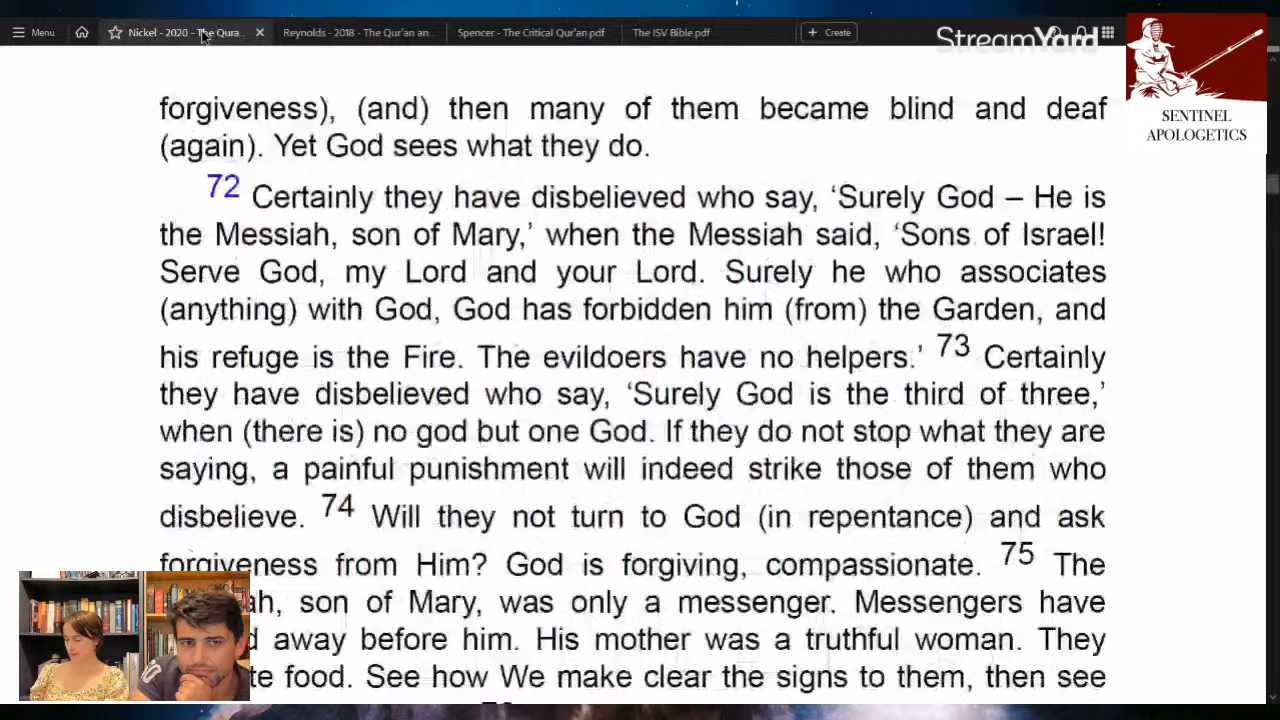 Menu
Nickel - 2020 - The Qura...
Reynolds - 2018 - The Qur'an an...
Spencer - The Critical Qur'an pdf
The ISV Bible pdf
+ Create
StreamYard
SENTINEL
APOLOGETICS
forgiveness), (and) then many of them became blind and deaf
(again). Yet God sees what they do.
72 Certainly they have disbelieved who say, ‘Surely God – He is
the Messiah, son of Mary,’ when the Messiah said, ‘Sons of Israel!
Serve God, my Lord and your Lord. Surely he who associates
(anything) with God, God has forbidden him (from) the Garden, and
his refuge is the Fire. The evildoers have no helpers.’ 73 Certainly
they have disbelieved who say, ‘Surely God is the third of three,’
when (there is) no god but one God. If they do not stop what they are
saying, a painful punishment will indeed strike those of them who
disbelieve. 74 Will they not turn to God (in repentance) and ask
forgiveness from Him? God is forgiving, compassionate. 75 The
ah, son of Mary, was only a messenger. Messengers have
away before him. His mother was a truthful woman. They
te food. See how We make clear the signs to them, then see